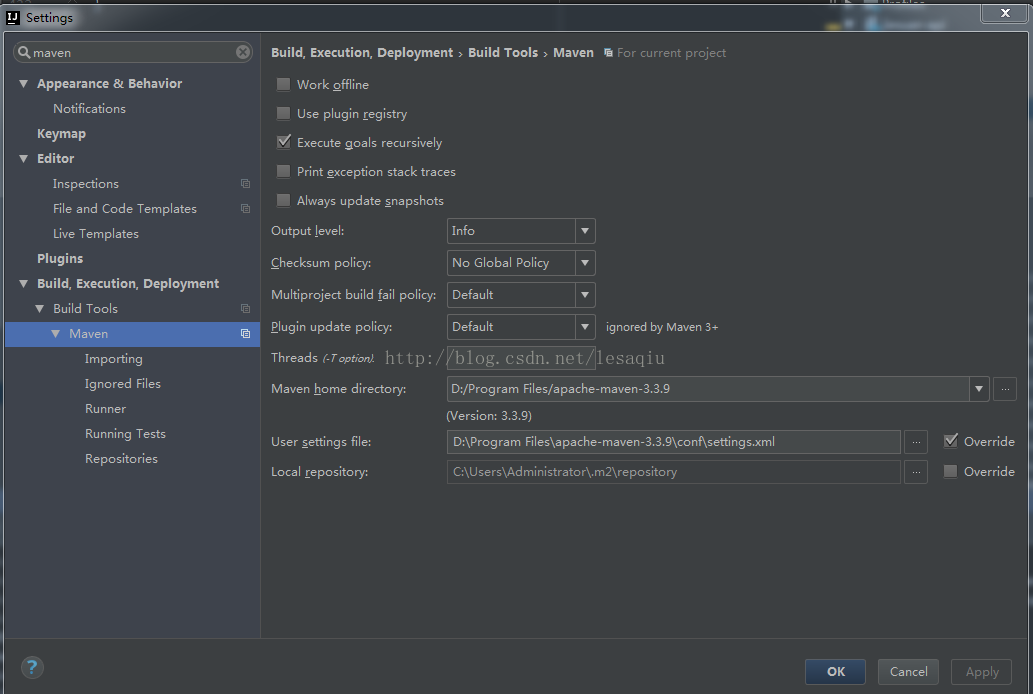 Settings
maven
Appearance & Behavior
Notifications
Keymap
Editor
Inspections
File and Code Templates
Live Templates
Plugins
Build, Execution, Deployment
Build Tools
Maven
Importing
Ignored Files
Runner
Running Tests
Repositories
Build, Execution, Deployment › Build Tools › Maven For current project
Work offline
Use plugin registry
Execute goals recursively
Print exception stack traces
Always update snapshots
Output level: Info
Checksum policy: No Global Policy
Multiproject build fail policy: Default
Plugin update policy: Default ignored by Maven 3+
Threads (-T option). http://blog.csdn.net/lesaqiu
Maven home directory: D:/Program Files/apache-maven-3.3.9 ...
(Version: 3.3.9)
User settings file: D:\Program Files\apache-maven-3.3.9\conf\settings.xml ... Override
Local repository: C:\Users\Administrator\.m2\repository ... Override
? OK Cancel Apply